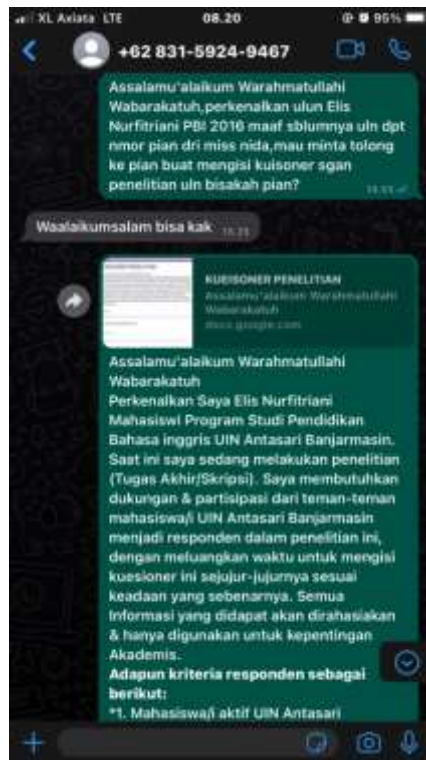 XL Axiata LTE 08.20 95%
+62 831-5924-9467
Assalamu'alaikum Warahmatullahi
Wabarakatuh,perkenalkan ulun Elis
Nurfitriani PBI 2016 maaf sblumnya uln dpt
nmor pian dri miss nida,mau minta tolong
ke pian buat mengisi kuisoner sgan
penelitian uln bisakah pian?
Waalaikumsalam bisa kak
KUEISONER PENELITIAN
Assalamu'alaikum Warahmatullahi
Wabarakatuh
docs.google.com
Assalamu'alaikum Warahmatullahi
Wabarakatuh
Perkenalkan Saya Elis Nurfitriani
Mahasiswi Program Studi Pendidikan
Bahasa inggris UIN Antasari Banjarmasin.
Saat ini saya sedang melakukan penelitian
(Tugas Akhir/Skripsi). Saya membutuhkan
dukungan & partisipasi dari teman-teman
mahasiswa/i UIN Antasari Banjarmasin
menjadi responden dalam penelitian ini,
dengan meluangkan waktu untuk mengisi
kuesioner ini sejujur-jujurnya sesuai
keadaan yang sebenarnya. Semua
Informasi yang didapat akan dirahasiakan
& hanya digunakan untuk kepentingan
Akademis.
Adapun kriteria responden sebagai
berikut:
*1. Mahasiswa/i aktif UIN Antasari